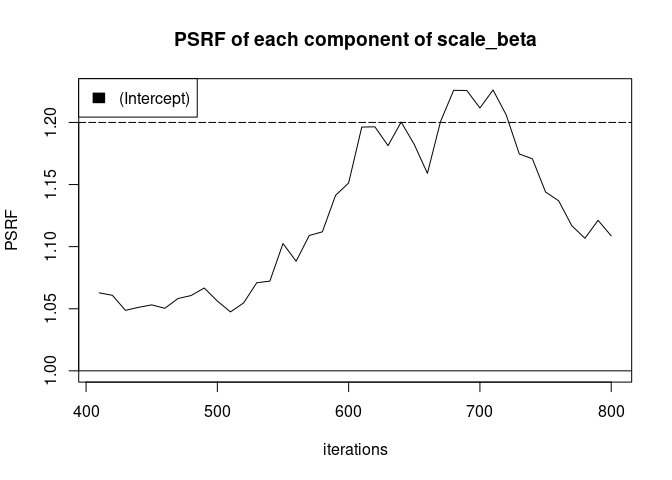 PSRF of each component of scale_beta
(Intercept)
PSRF
1.20
1.15
1.10
1.05
1.00
400 500 600 700 800
iterations